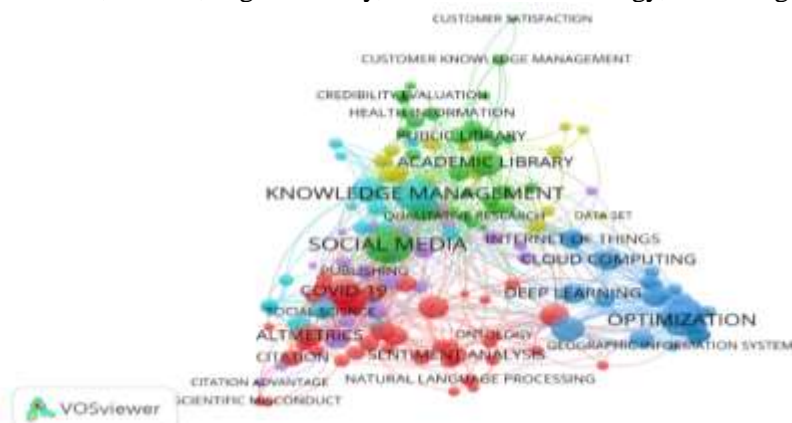 CUSTOMER SATISFACTION
CUSTOMER KNOWLEDGE MANAGEMENT
CREDIBILITY EVALUATION
HEALTH INFORMATION
PUBLIC LIBRARY
ACADEMIC LIBRARY
KNOWLEDGE MANAGEMENT
QUALITATIVE RESEARCH
DATA SET
SOCIAL MEDIA
INTERNET OF THINGS
CLOUD COMPUTING
PUBLISHING
COVID-19
DEEP LEARNING
SOCIAL SCIENCE
OPTIMIZATION
ALTMETRICS
ONTOLOGY
GEOGRAPHIC INFORMATION SYSTEM
CITATION
SENTIMENT ANALYSIS
CITATION ADVANTAGE
NATURAL LANGUAGE PROCESSING
SCIENTIFIC MISCONDUCT
VOSviewer